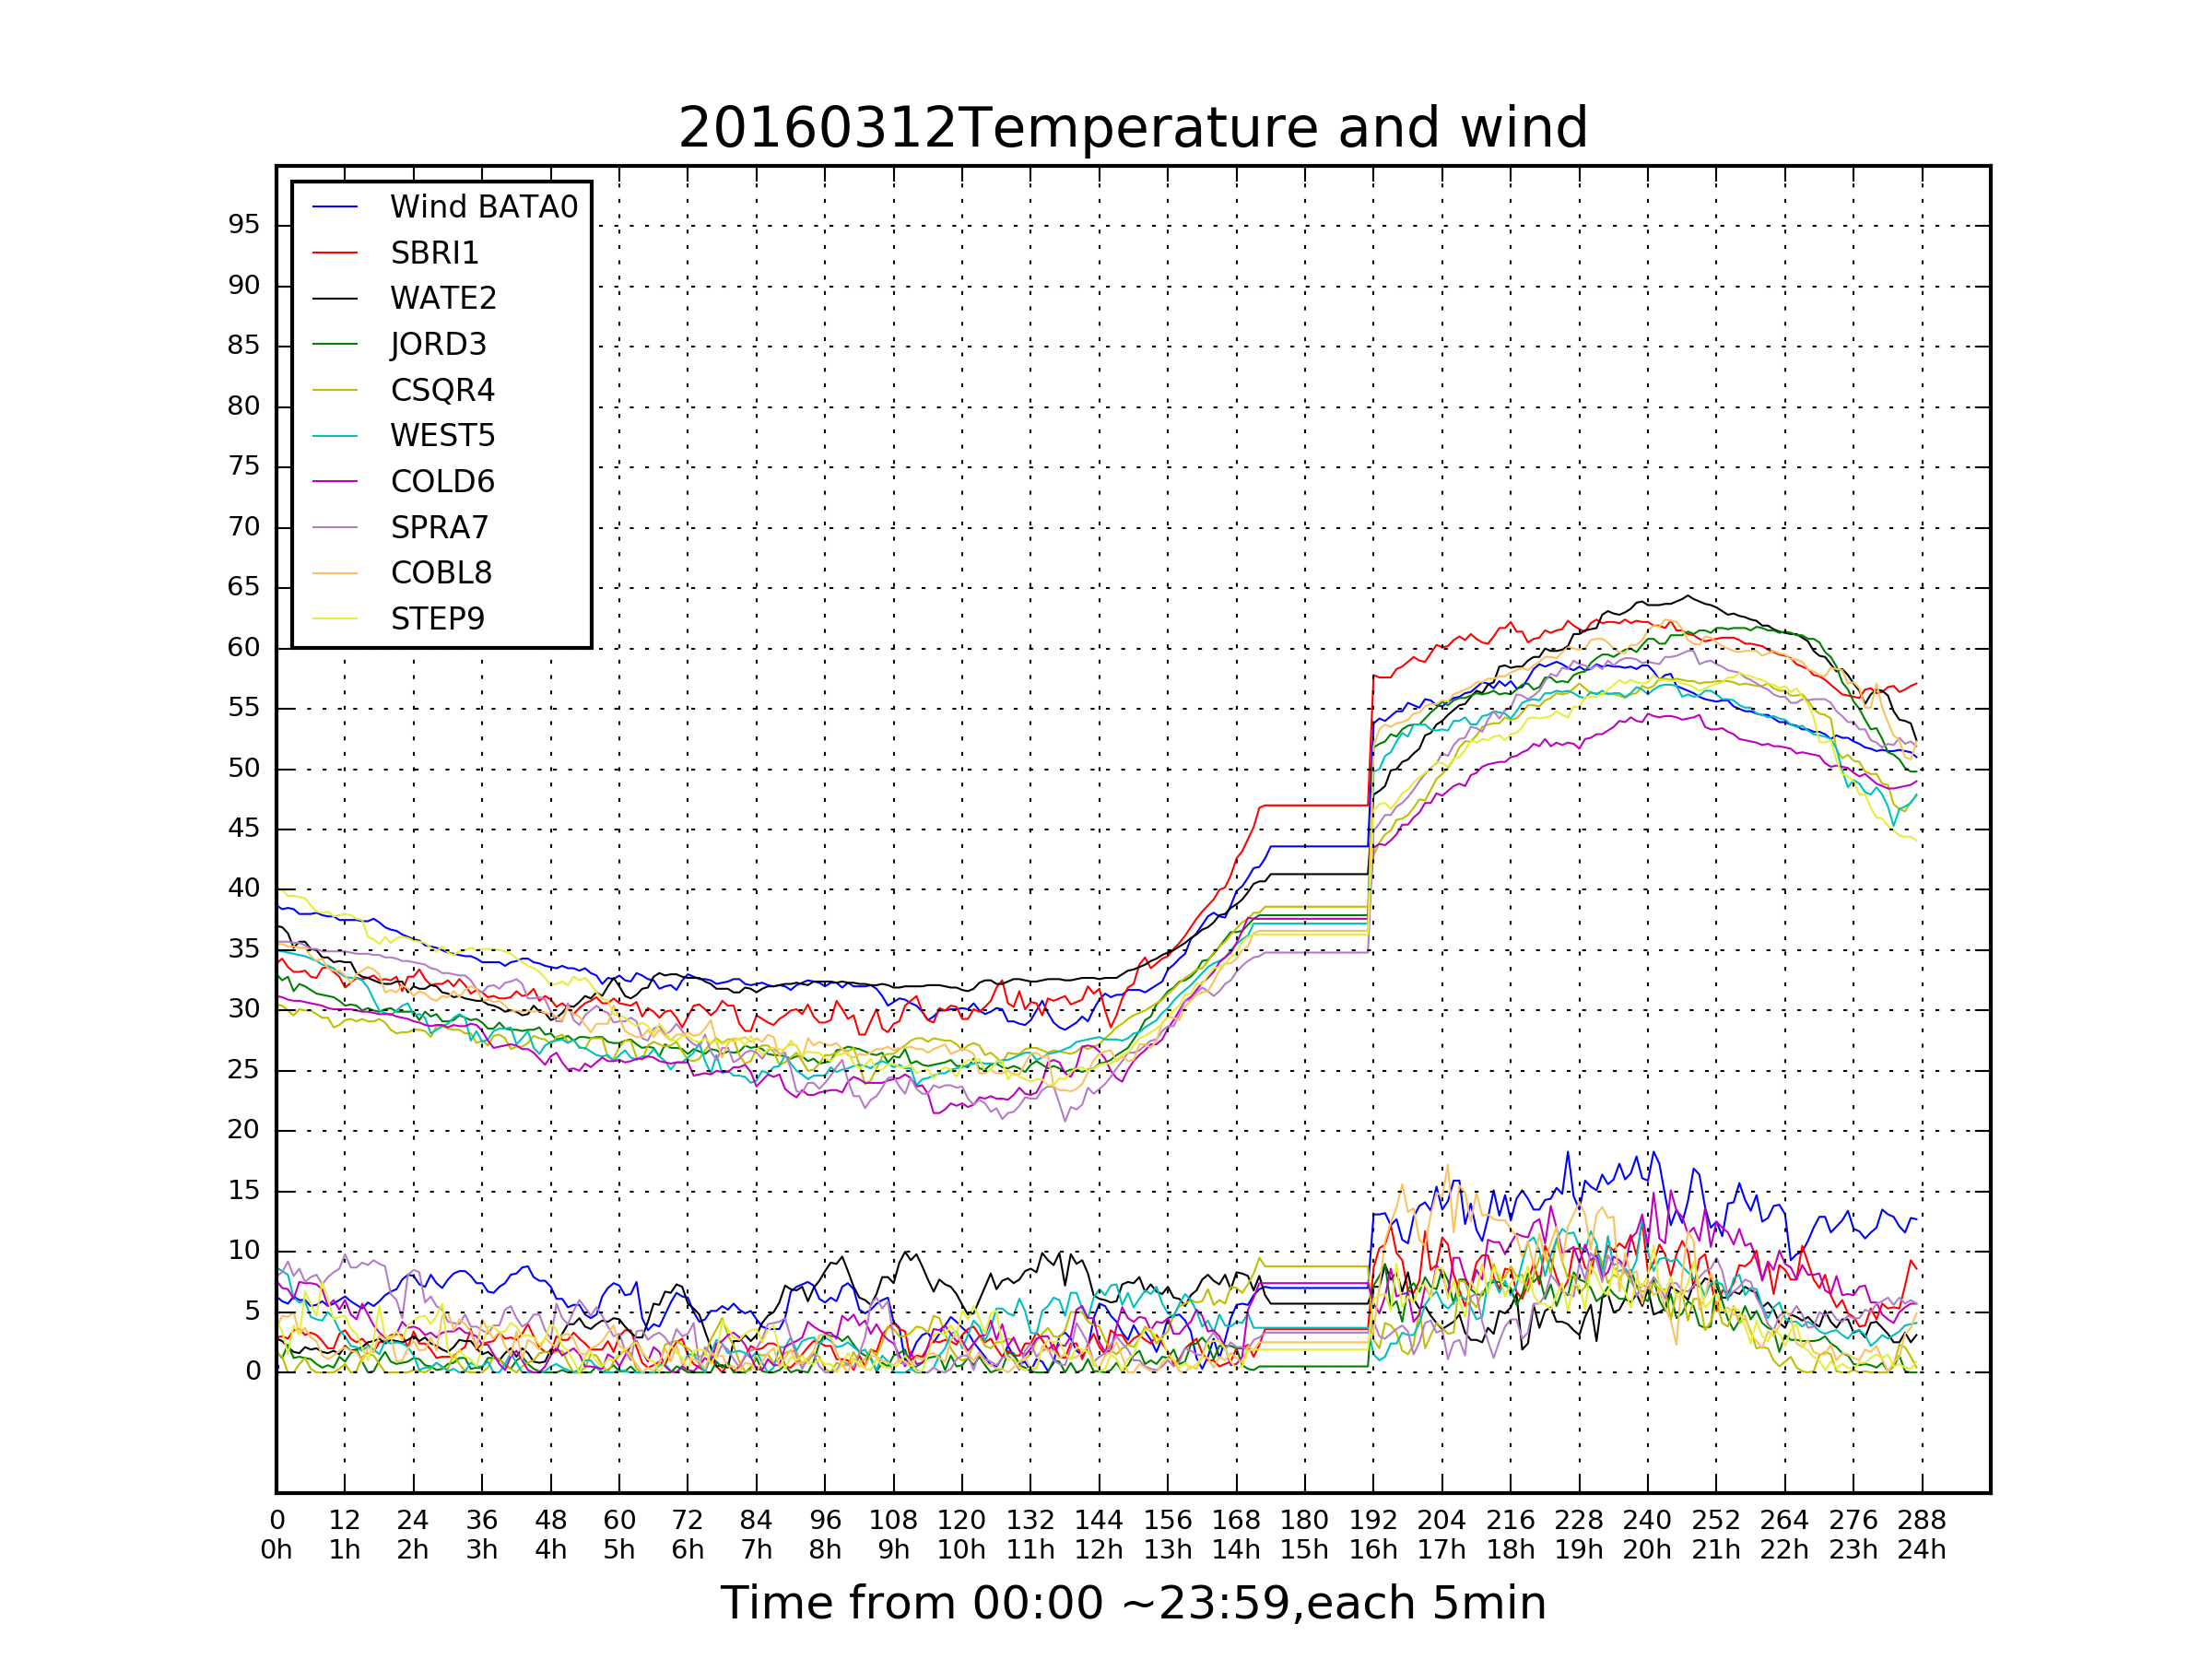 20160312Temperature and wind
Wind BATA0
SBRI1
WATE2
JORD3
CSQR4
WEST5
COLD6
SPRA7
COBL8
STEP9
95
90
85
80
75
70
65
60
55
50
45
40
35
30
25
20
15
10
5
0
0 12 24 36 48 60 72 84 96 108 120 132 144 156 168 180 192 204 216 228 240 252 264 276 288
0h 1h 2h 3h 4h 5h 6h 7h 8h 9h 10h 11h 12h 13h 14h 15h 16h 17h 18h 19h 20h 21h 22h 23h 24h
Time from 00:00 ~23:59,each 5min